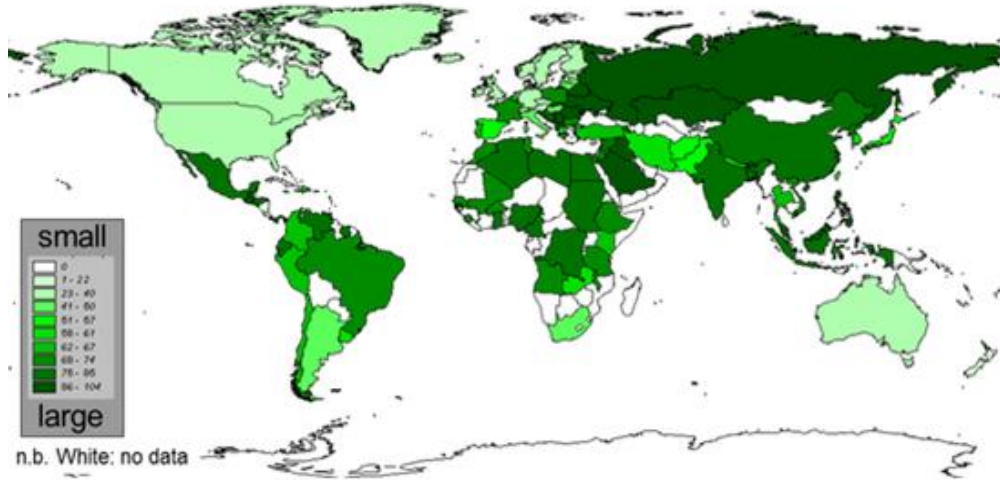 small
0
1 - 22
23 - 40
41 - 50
51 - 57
58 - 61
62 - 67
68 - 74
75 - 85
86 - 104
large
n.b. White: no data